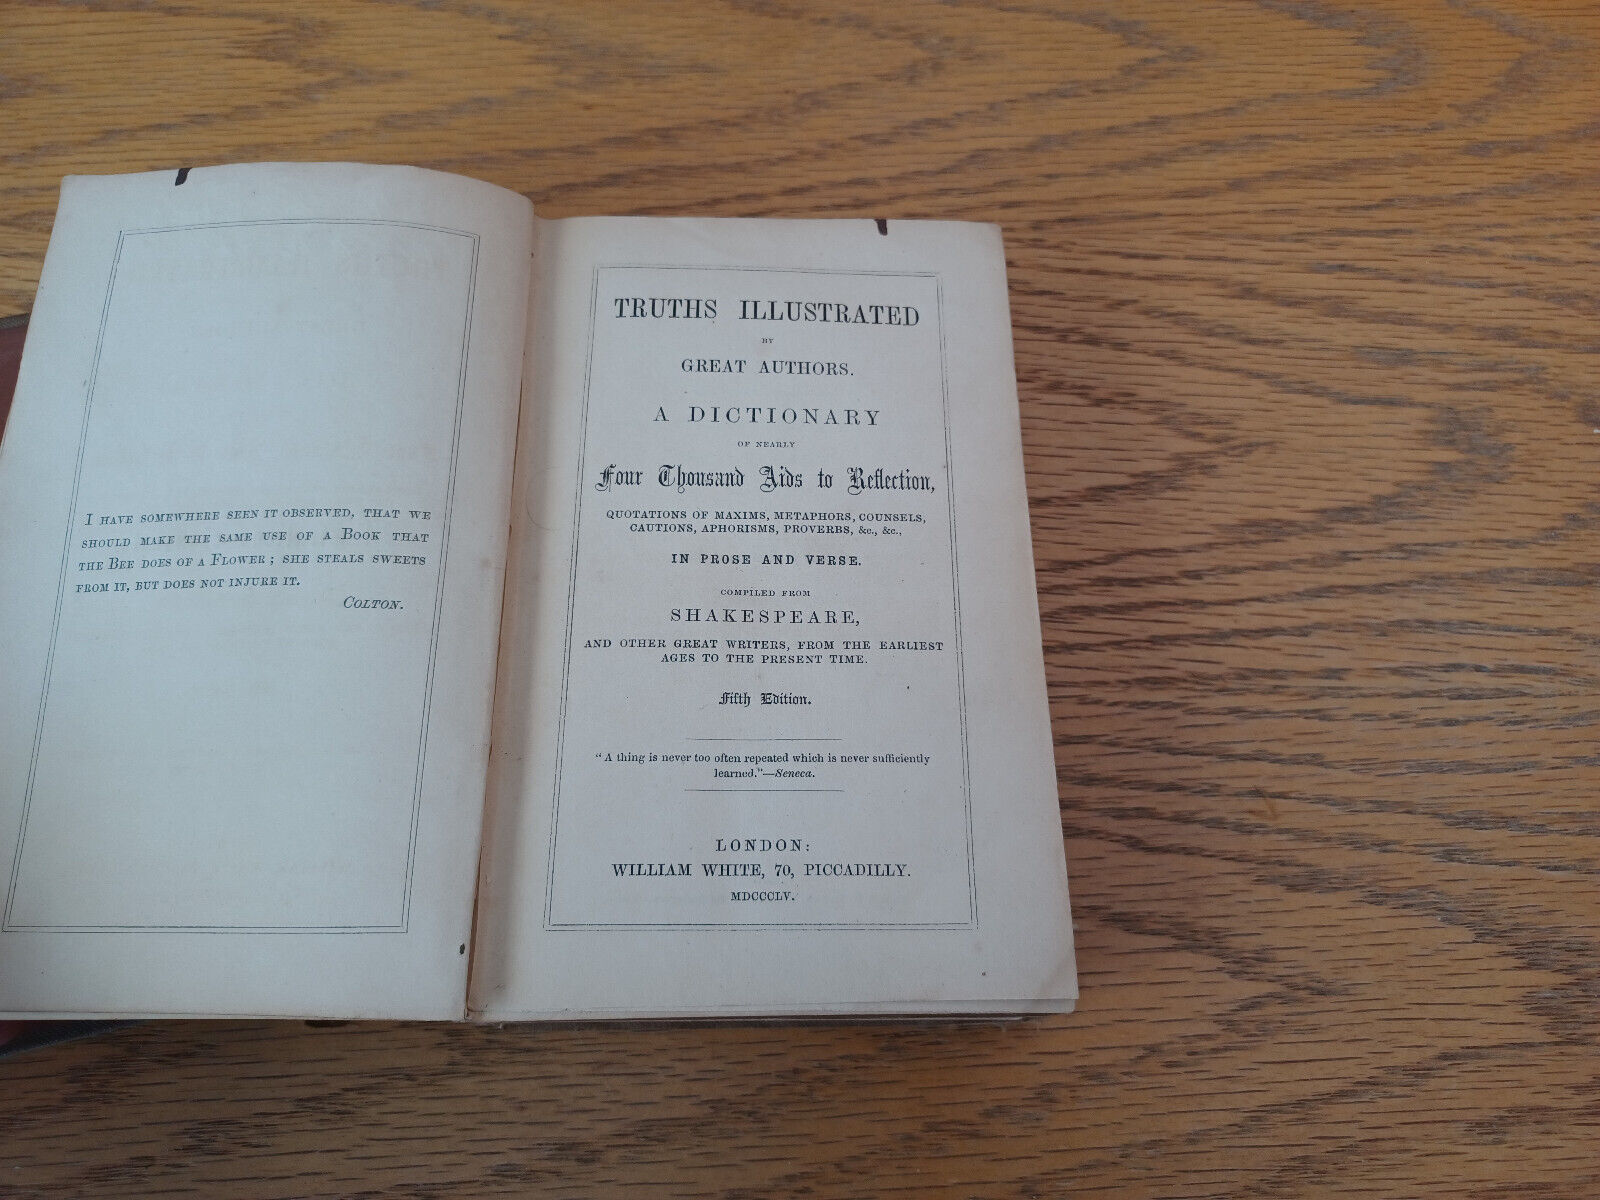 I HAVE SOMEWHERE SEEN IT OBSERVED, THAT WE
SHOULD MAKE THE SAME USE OF A BOOK THAT
THE BEE DOES OF A FLOWER; SHE STEALS SWEETS
FROM IT, BUT DOES NOT INJURE IT.
COLTON.
TRUTHS ILLUSTRATED
BY
GREAT AUTHORS.
A DICTIONARY
OF NEARLY
Four Thousand Aids to Reflection,
QUOTATIONS OF MAXIMS, METAPHORS, COUNSELS,
CAUTIONS, APHORISMS, PROVERBS, &c., &c.,
IN PROSE AND VERSE.
COMPILED FROM
SHAKESPEARE,
AND OTHER GREAT WRITERS, FROM THE EARLIEST
AGES TO THE PRESENT TIME.
Fifth Edition.
"A thing is never too often repeated which is never sufficiently
learned."—Seneca.
LONDON:
WILLIAM WHITE, 70, PICCADILLY.
MDCCCLV.